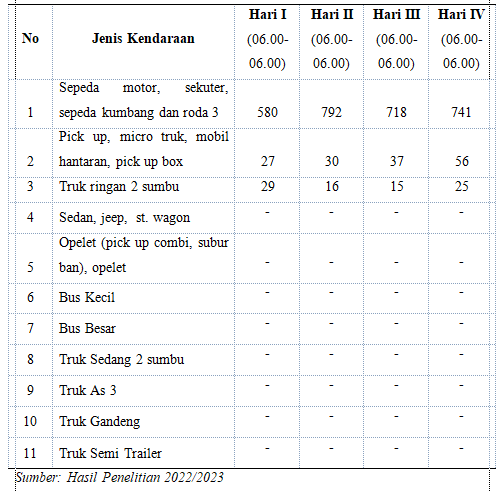 No Jenis Kendaraan Hari I Hari II Hari III Hari IV
(06.00- (06.00- (06.00- (06.00-
06.00) 06.00) 06.00) 06.00)
Sepeda motor, sekuter,
1 sepeda kumbang dan roda 3 580 792 718 741
Pick up, micro truk, mobil
2 hantaran, pick up box 27 30 37 56
3 Truk ringan 2 sumbu 29 16 15 25
4 Sedan, jeep, st. wagon - - - -
Opelet (pick up combi, subur
5 ban), opelet - - - -
6 Bus Kecil - - - -
7 Bus Besar - - - -
8 Truk Sedang 2 sumbu - - - -
9 Truk As 3 - - - -
10 Truk Gandeng - - - -
11 Truk Semi Trailer - - - -
Sumber: Hasil Penelitian 2022/2023